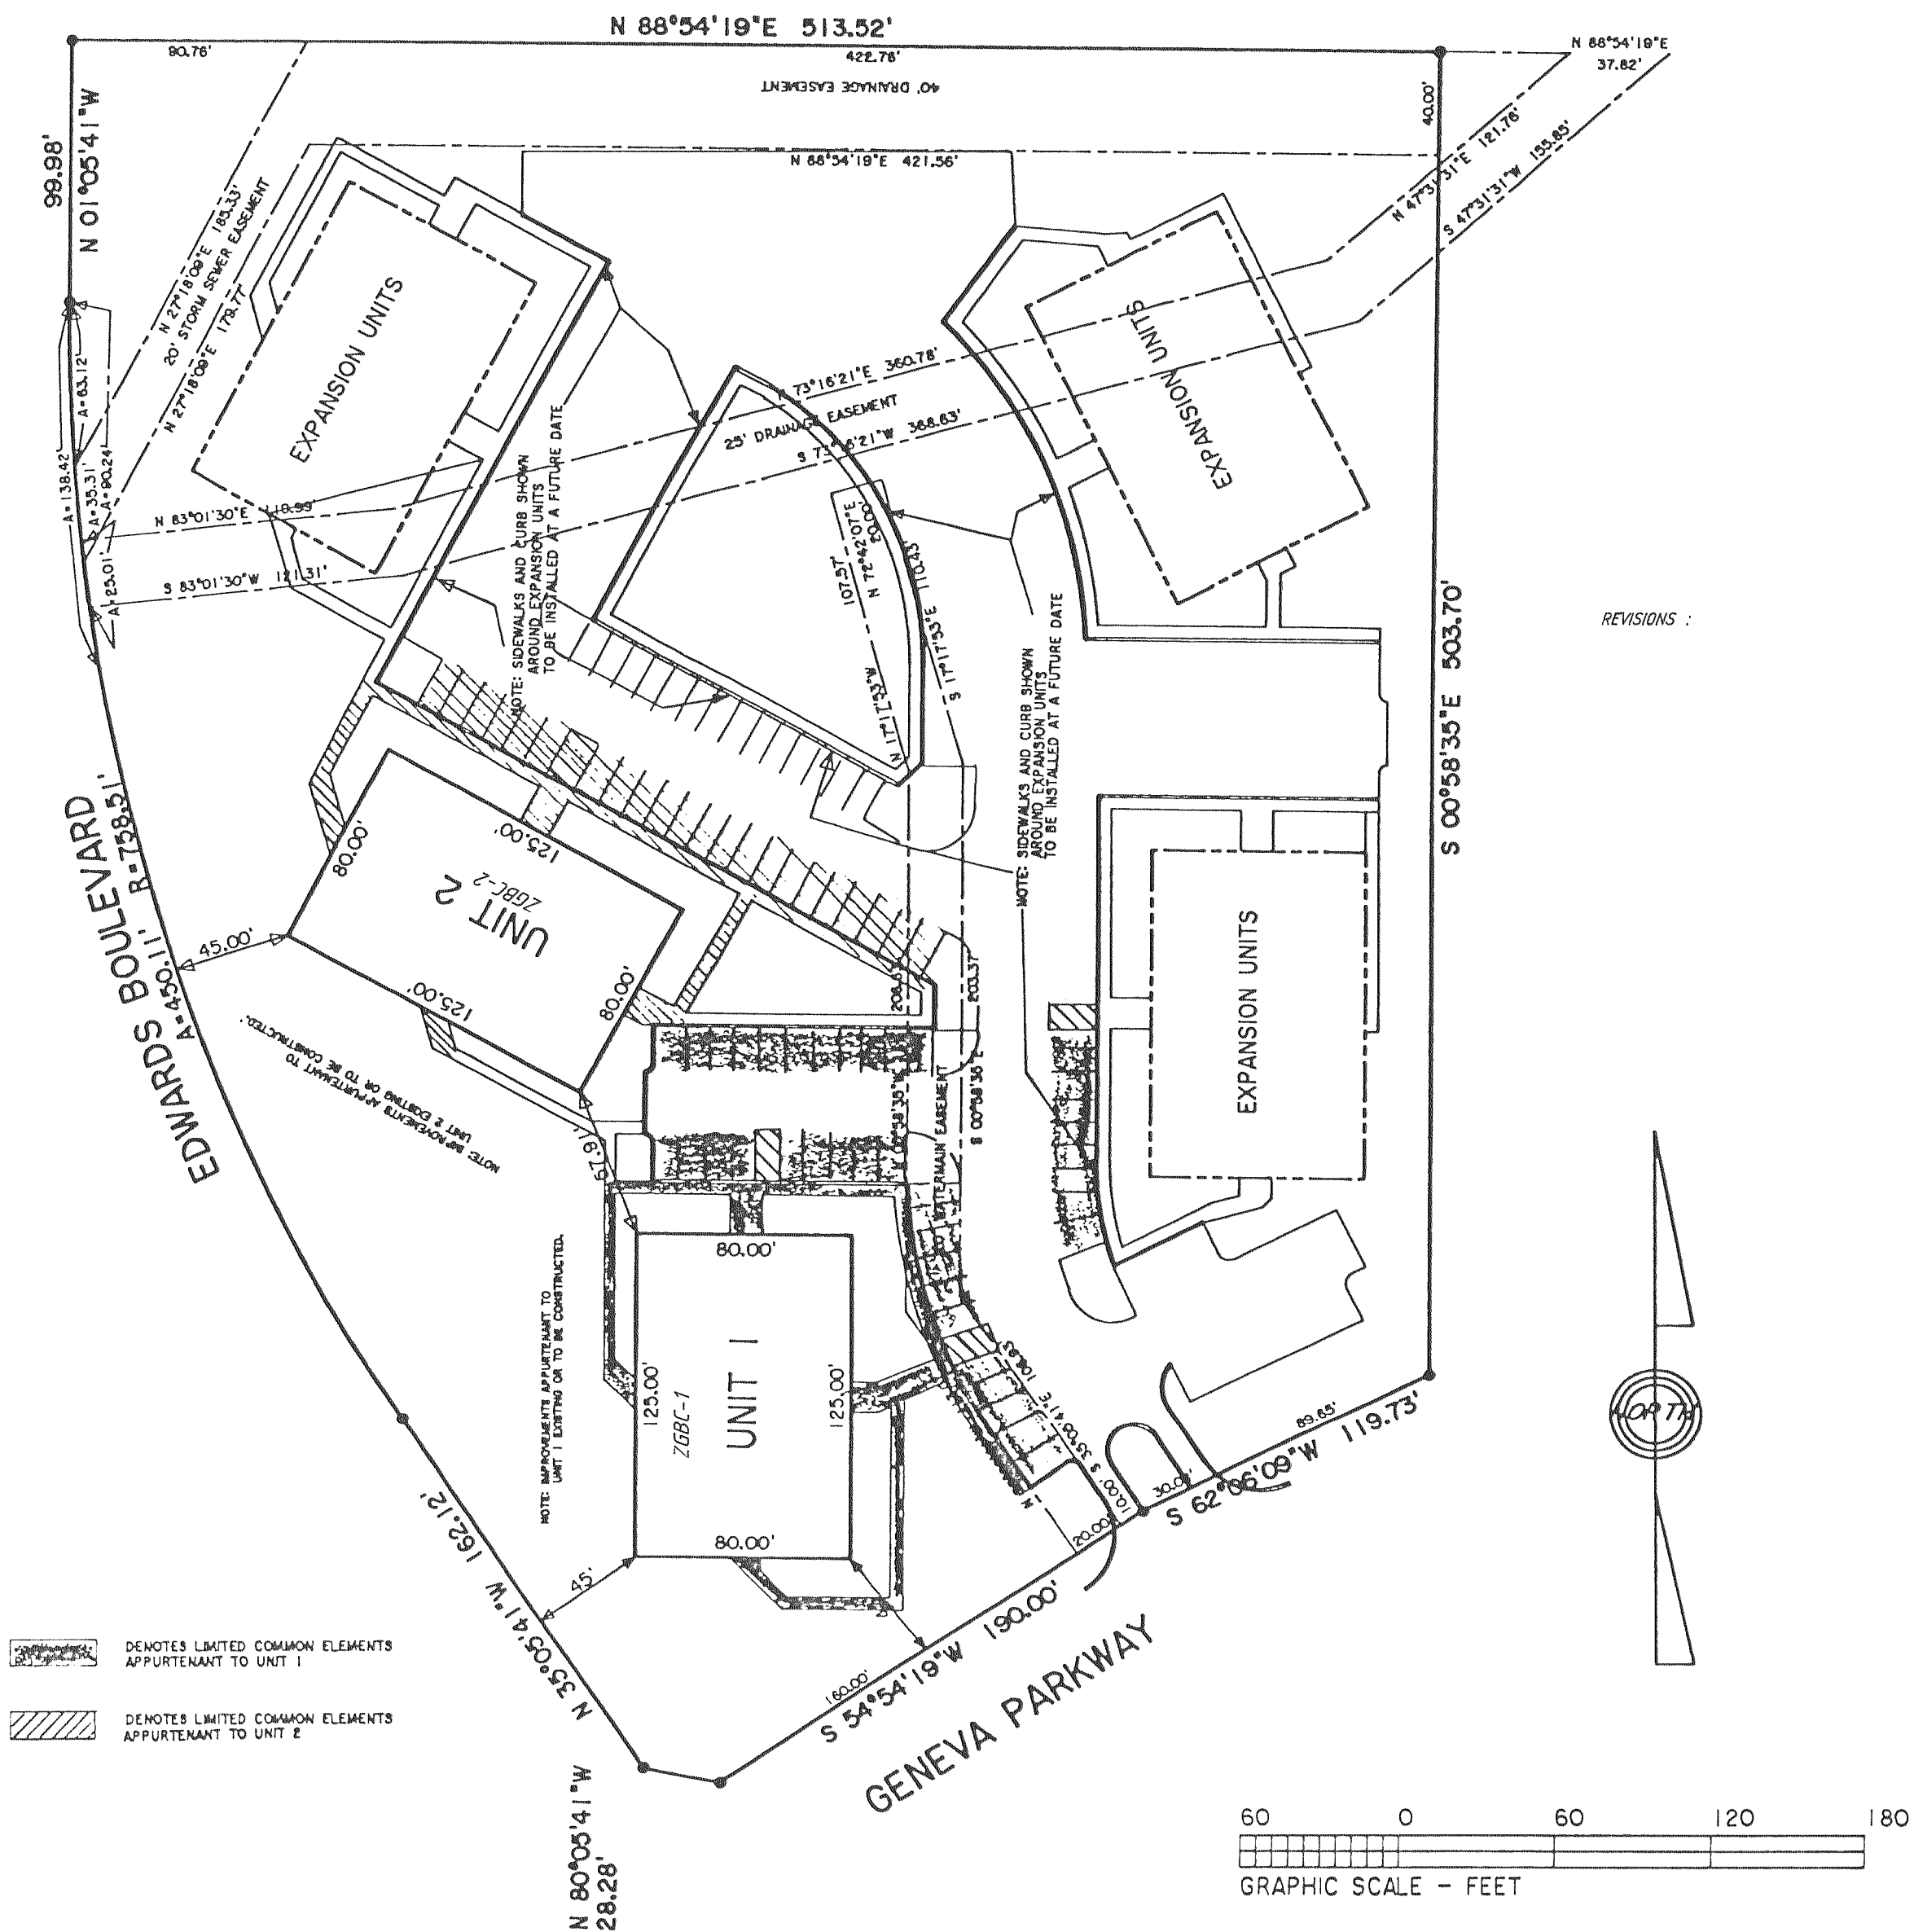 N 88°54'19"E 513.52'
90.76'
422.76'
N 88°54'19"E
37.82'
40' DRAINAGE EASEMENT
40.00'
N 01°05'41"W
99.98'
N 88°54'19"E 421.56'
N 47°31'31"E 121.76'
S 47°31'31"W 155.85'
N 27°18'09"E 185.33'
20' STORM SEWER EASEMENT
N 27°18'09"E 179.77'
EXPANSION UNITS
EXPANSION UNITS
EXPANSION UNITS
A=63.12'
A=138.42'
A=35.31'
A=90.24'
A=25.01'
73°16'21"E 360.78'
25' DRAINAGE EASEMENT
S 73°16'21"W 368.63'
N 83°01'30"E 118.99'
S 83°01'30"W 121.31'
NOTE: SIDEWALKS AND CURB SHOWN
AROUND EXPANSION UNITS
TO BE INSTALLED AT A FUTURE DATE
107.57'
N 72°42'07"E
20.00'
S 17°17'53"E 110.43'
N 17°17'53"W
NOTE: SIDEWALKS AND CURB SHOWN
AROUND EXPANSION UNITS
TO BE INSTALLED AT A FUTURE DATE
S 00°58'35"E 503.70'
REVISIONS :
EDWARDS BOULEVARD
A=450.11' R=758.51'
80.00'
125.00'
UNIT 2
ZGBC-2
125.00'
80.00'
45.00'
NOTE: IMPROVEMENTS APPURTENANT TO
UNIT 2 EXISTING OR TO BE CONSTRUCTED.
203.37'
S 00°58'36"E
WATERMAIN EASEMENT
EXPANSION UNITS
57.91'
80.00'
125.00'
ZGBC-1
UNIT 1
125.00'
80.00'
NOTE: IMPROVEMENTS APPURTENANT TO
UNIT 1 EXISTING OR TO BE CONSTRUCTED.
45'
S 35°03'41"E
10.00'
20.00'
89.65'
S 62°06'09"W 119.73'
N 35°05'41"W 162.12'
160.00'
S 54°54'19"W 190.00'
GENEVA PARKWAY
N 80°05'41"W
28.28'
NORTH
DENOTES LIMITED COMMON ELEMENTS
APPURTENANT TO UNIT 1
DENOTES LIMITED COMMON ELEMENTS
APPURTENANT TO UNIT 2
60 0 60 120 180
GRAPHIC SCALE - FEET